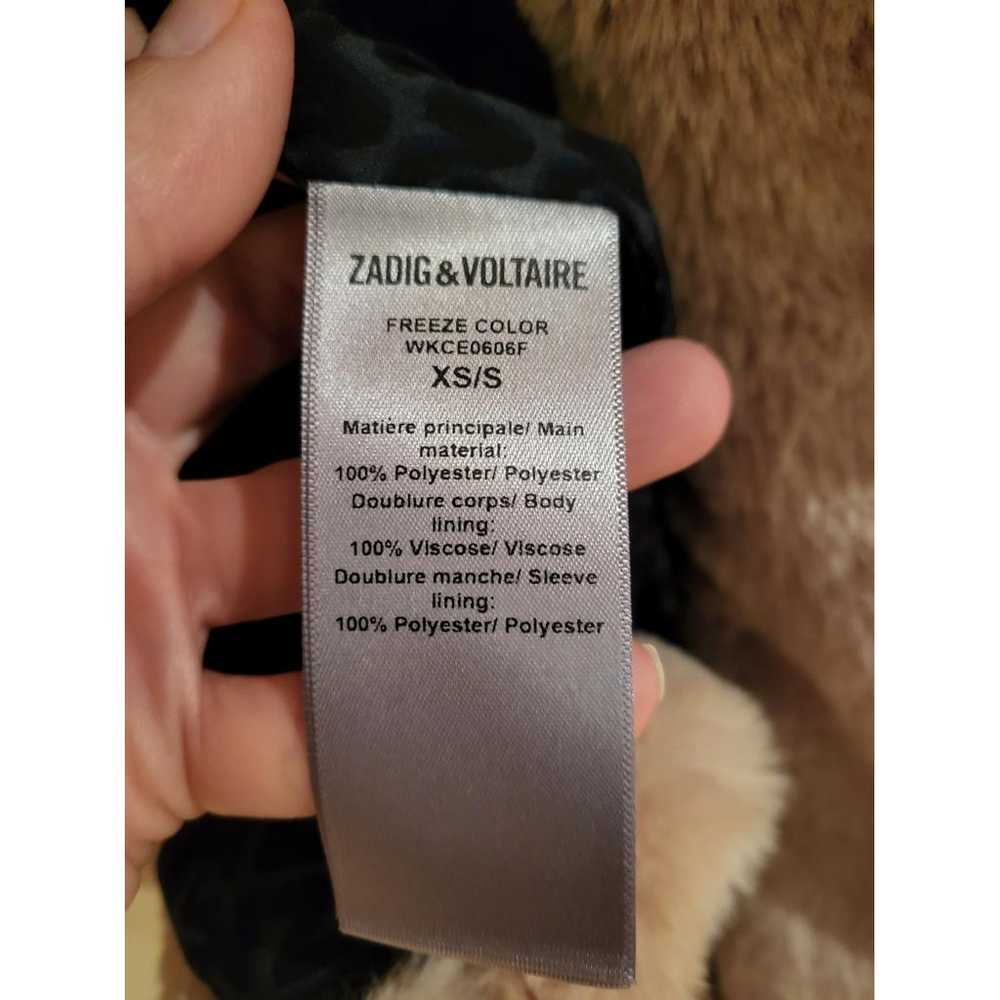 ZADIG&VOLTAIRE
FREEZE COLOR
WKCE0606F
XS/S
Matière principale/ Main
material:
100% Polyester/ Polyester
Doublure corps/ Body
lining:
100% Viscose/ Viscose
Doublure manche/ Sleeve
lining:
100% Polyester/ Polyester